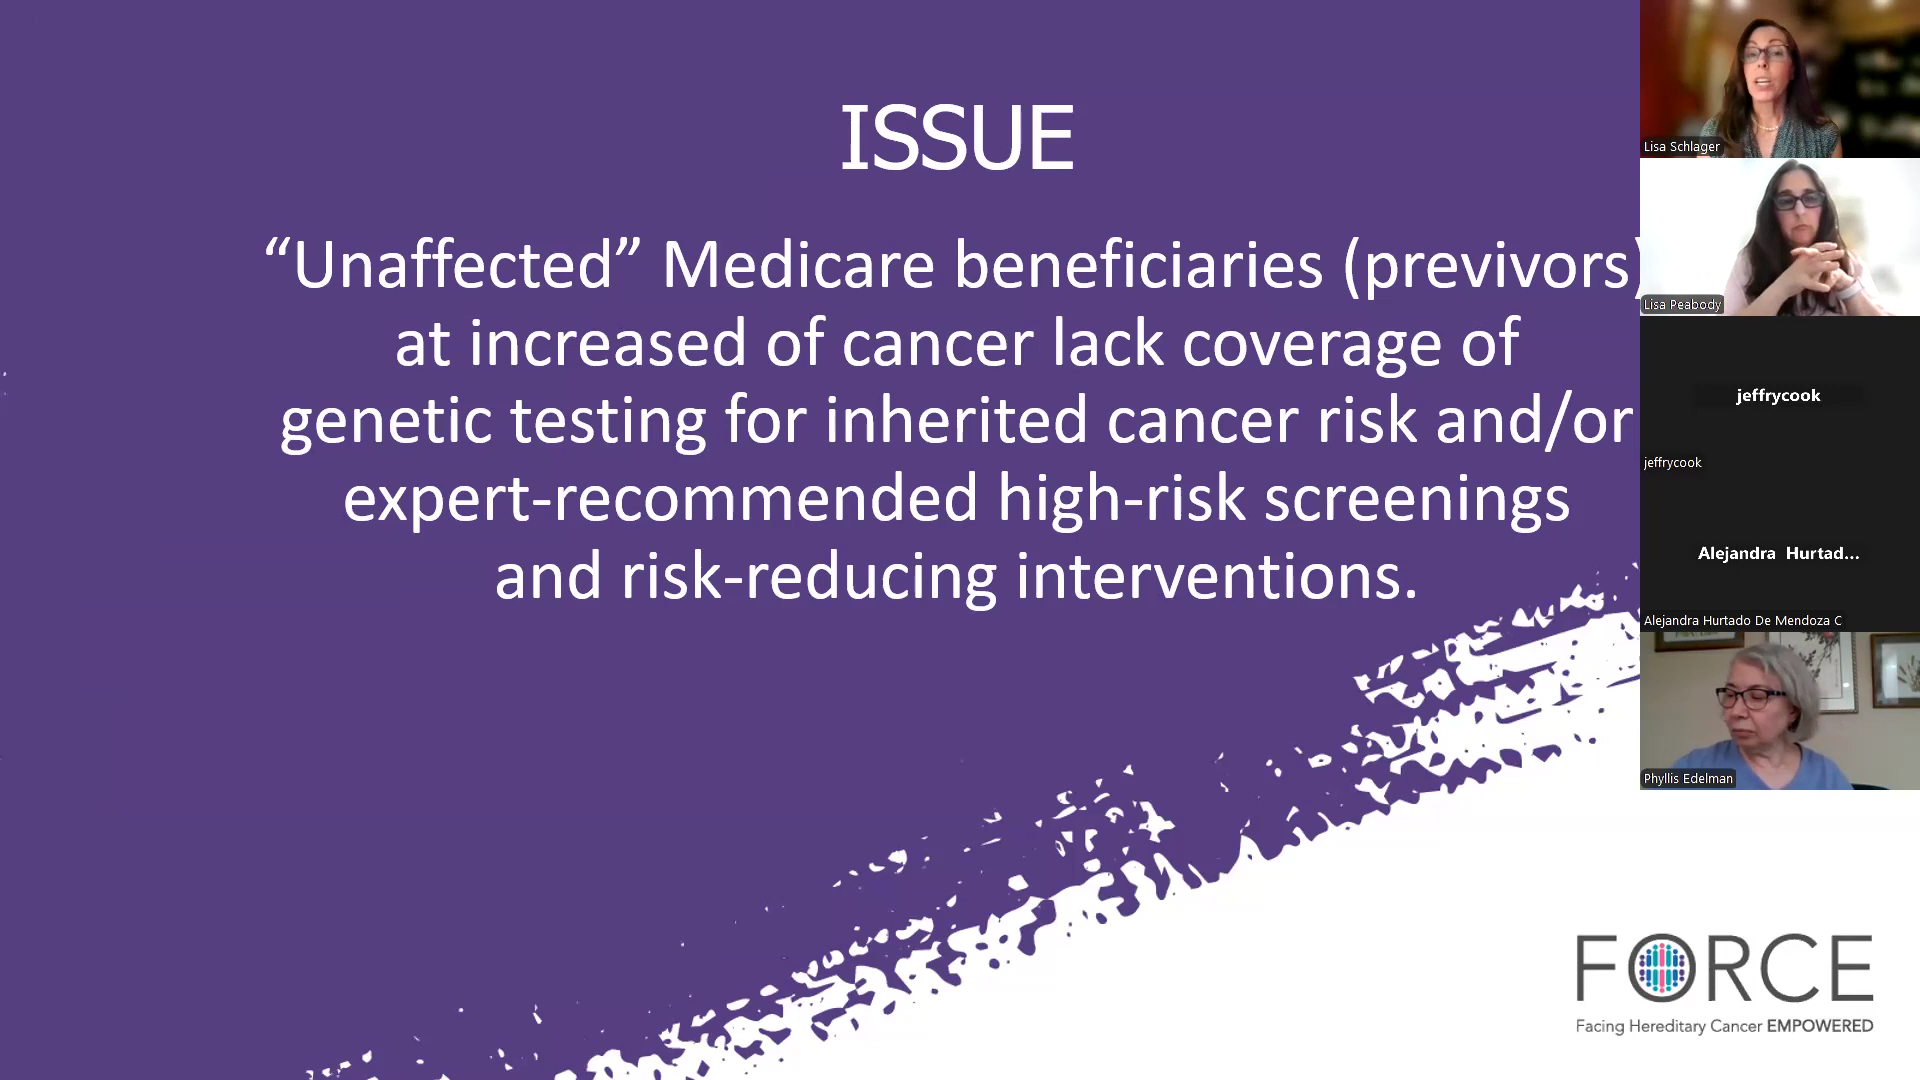 ISSUE
“Unaffected” Medicare beneficiaries (previvors)
at increased of cancer lack coverage of
genetic testing for inherited cancer risk and/or
expert-recommended high-risk screenings
and risk-reducing interventions.
Lisa Schlager
Lisa Peabody
jeffrycook
jeffrycook
Alejandra Hurtad...
Alejandra Hurtado De Mendoza C
Phyllis Edelman
FORCE
Facing Hereditary Cancer EMPOWERED